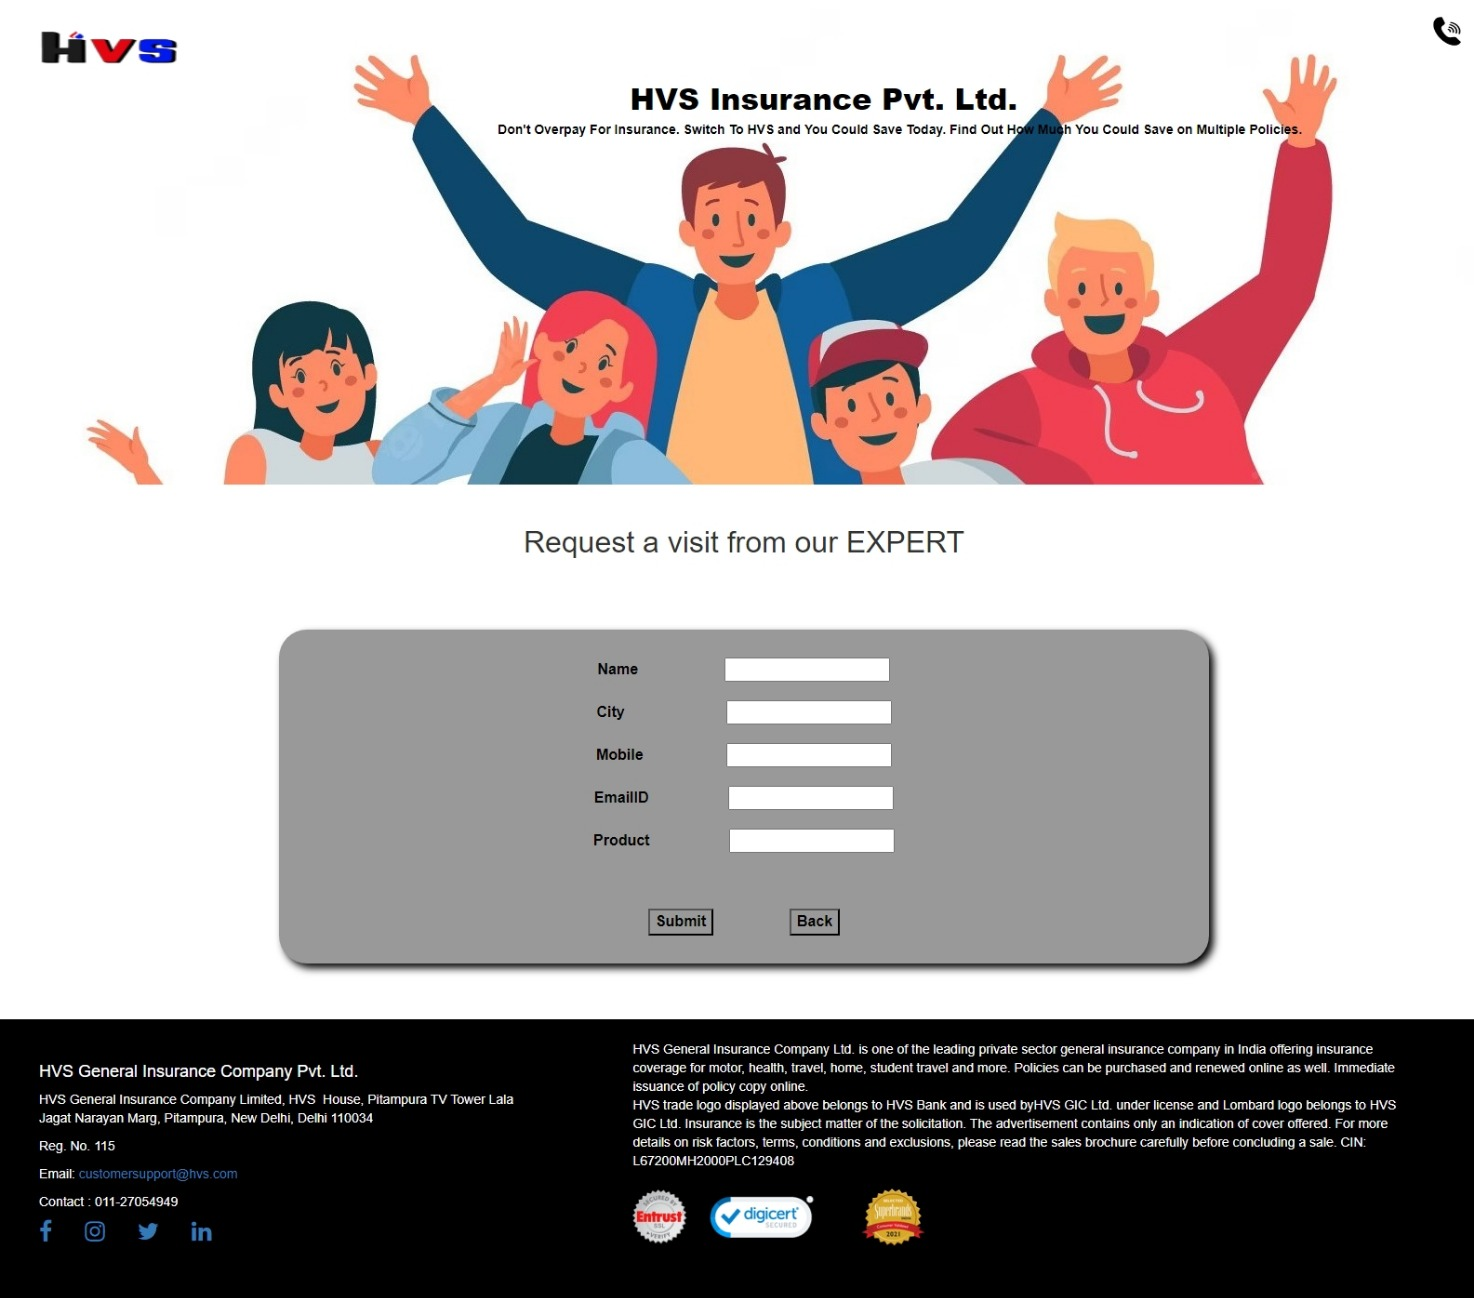 HVS
HVS Insurance Pvt. Ltd.
Don't Overpay For Insurance. Switch To HVS and You Could Save Today. Find Out How Much You Could Save on Multiple Policies.
Request a visit from our EXPERT
Name
City
Mobile
EmailID
Product
Submit Back
HVS General Insurance Company Pvt. Ltd.
HVS General Insurance Company Limited, HVS House, Pitampura TV Tower Lala
Jagat Narayan Marg, Pitampura, New Delhi, Delhi 110034
Reg. No. 115
Email: customersupport@hvs.com
Contact : 011-27054949
HVS General Insurance Company Ltd. is one of the leading private sector general insurance company in India offering insurance
coverage for motor, health, travel, home, student travel and more. Policies can be purchased and renewed online as well. Immediate
issuance of policy copy online.
HVS trade logo displayed above belongs to HVS Bank and is used byHVS GIC Ltd. under license and Lombard logo belongs to HVS
GIC Ltd. Insurance is the subject matter of the solicitation. The advertisement contains only an indication of cover offered. For more
details on risk factors, terms, conditions and exclusions, please read the sales brochure carefully before concluding a sale. CIN:
L67200MH2000PLC129408
SECURED BY
Entrust
SSL
VERIFY
digicert
SECURED
Superbrands
2021